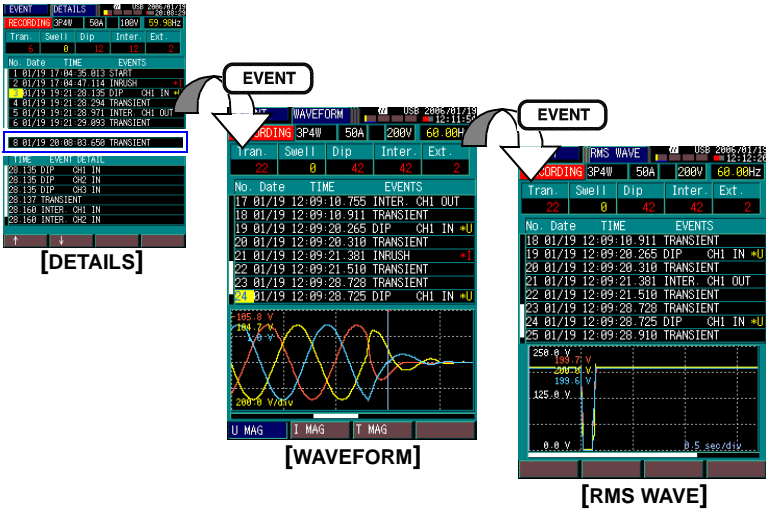 EVENT DETAILS USB 2006/01/19
20:08:29
RECORDING 3P4W 50A 100V 59.98Hz
Tran. Swell Dip Inter. Ext.
6 0 12 12 2
No. Date TIME EVENTS
1 01/19 17:04:35.013 START
2 01/19 17:04:47.114 INRUSH *I
3 01/19 19:21:28.135 DIP CH1 IN *U
4 01/19 19:21:28.294 TRANSIENT
5 01/19 19:21:28.971 INTER. CH1 OUT
6 01/19 19:21:29.093 TRANSIENT
8 01/19 20:08:03.650 TRANSIENT
TIME EVENT DETAIL
28.135 DIP CH1 IN
28.135 DIP CH2 IN
28.135 DIP CH3 IN
28.137 TRANSIENT
28.160 INTER. CH1 IN
28.160 INTER. CH2 IN
↑ ↓
[DETAILS]
EVENT
WAVEFORM USB 2006/01/19
12:11:54
RECORDING 3P4W 50A 200V 60.00Hz
Tran. Swell Dip Inter. Ext.
22 0 42 42 2
No. Date TIME EVENTS
17 01/19 12:09:10.755 INTER. CH1 OUT
18 01/19 12:09:10.911 TRANSIENT
19 01/19 12:09:20.265 DIP CH1 IN *U
20 01/19 12:09:20.310 TRANSIENT
21 01/19 12:09:21.381 INRUSH *I
22 01/19 12:09:21.510 TRANSIENT
23 01/19 12:09:28.728 TRANSIENT
24 01/19 12:09:28.725 DIP CH1 IN *U
-105.8 V
104.7 V
200.0 V/div
U MAG I MAG T MAG
[WAVEFORM]
EVENT
RMS WAVE USB 2006/01/19
12:12:20
3P4W 50A 200V 60.00Hz
Tran. Swell Dip Inter. Ext.
22 0 42 42 2
No. Date TIME EVENTS
18 01/19 12:09:10.911 TRANSIENT
19 01/19 12:09:20.265 DIP CH1 IN *U
20 01/19 12:09:20.310 TRANSIENT
21 01/19 12:09:21.381 INTER. CH1 OUT
22 01/19 12:09:21.510 TRANSIENT
23 01/19 12:09:28.728 TRANSIENT
24 01/19 12:09:28.725 DIP CH1 IN *U
25 01/19 12:09:28.910 TRANSIENT
250.0 V
199.7 V
200.0 V
199.6 V
125.0 V
0.0 V
0.5 sec/div
[RMS WAVE]